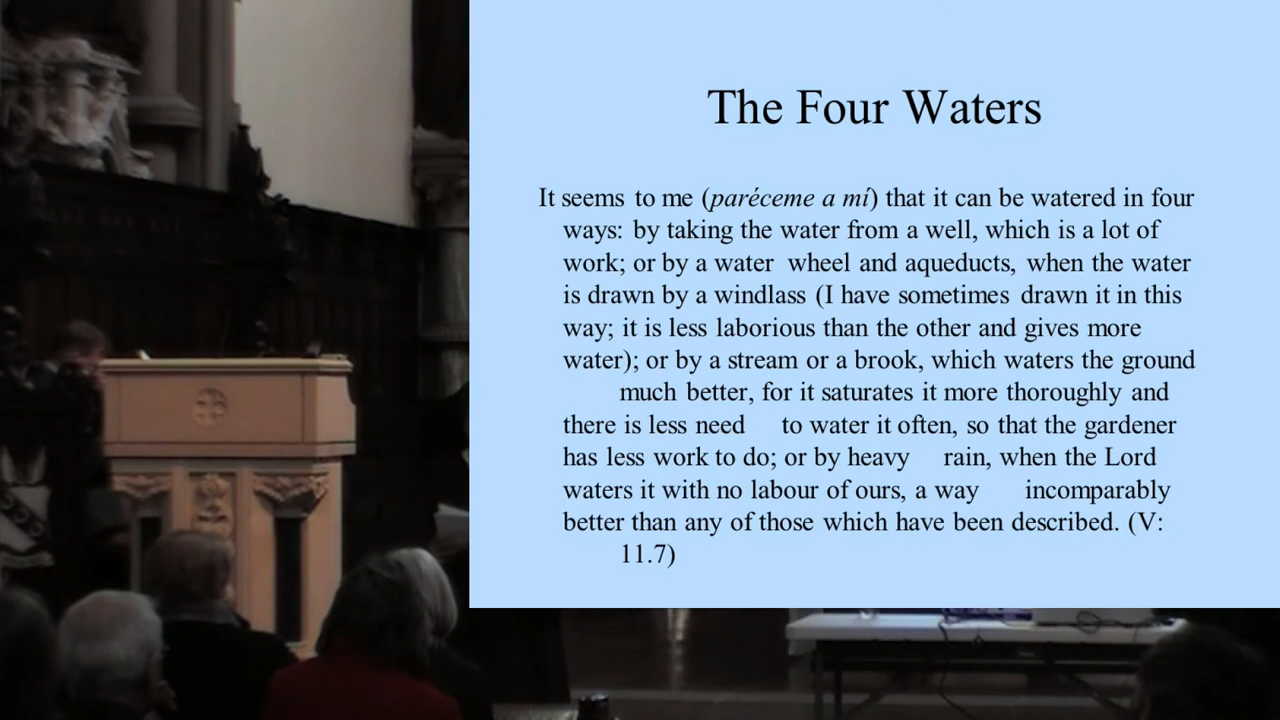 The Four Waters
It seems to me (paréceme a mí) that it can be watered in four
ways: by taking the water from a well, which is a lot of
work; or by a water wheel and aqueducts, when the water
is drawn by a windlass (I have sometimes drawn it in this
way; it is less laborious than the other and gives more
water); or by a stream or a brook, which waters the ground
much better, for it saturates it more thoroughly and
there is less need to water it often, so that the gardener
has less work to do; or by heavy rain, when the Lord
waters it with no labour of ours, a way incomparably
better than any of those which have been described. (V:
11.7)